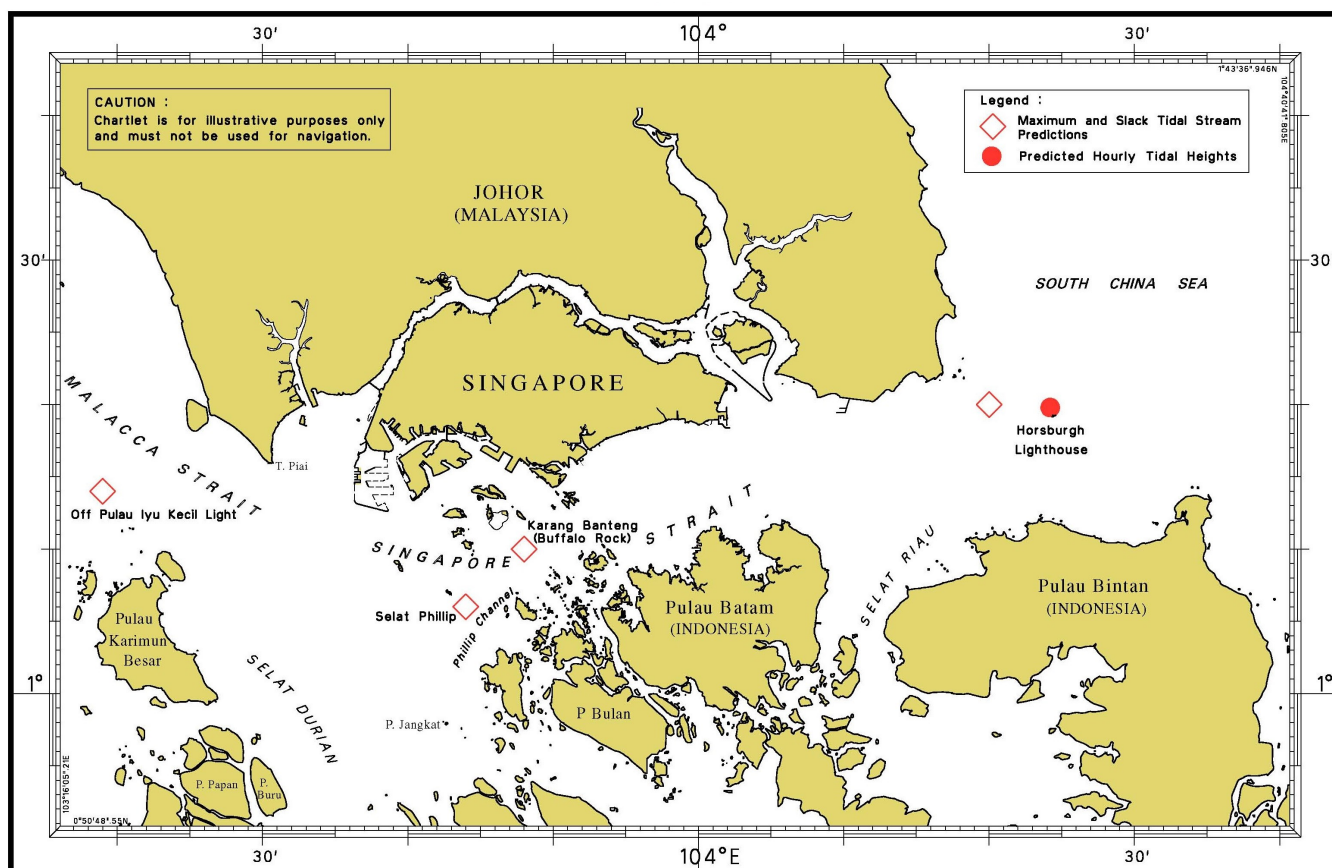 30'
104°
30'
1°43'36".946N
104°40'41".805E
CAUTION :
Chartlet is for illustrative purposes only
and must not be used for navigation.
Legend :
Maximum and Slack Tidal Stream
Predictions
Predicted Hourly Tidal Heights
JOHOR
(MALAYSIA)
30'
30'
SOUTH CHINA SEA
SINGAPORE
MALACCA STRAIT
Horsburgh
Lighthouse
T. Piai
Off Pulau Iyu Kecil Light
Karang Banteng
(Buffalo Rock)
SINGAPORE STRAIT
SELAT RIAU
Pulau Bintan
(INDONESIA)
Selat Phillip
Phillip Channel
Pulau Batam
(INDONESIA)
Pulau
Karimun
Besar
SELAT DURIAN
1°
1°
P. Jangkat
P Bulan
P. Papan
P.
Buru
103°16'05".21E
0°50'48".55N
30'
104°E
30'